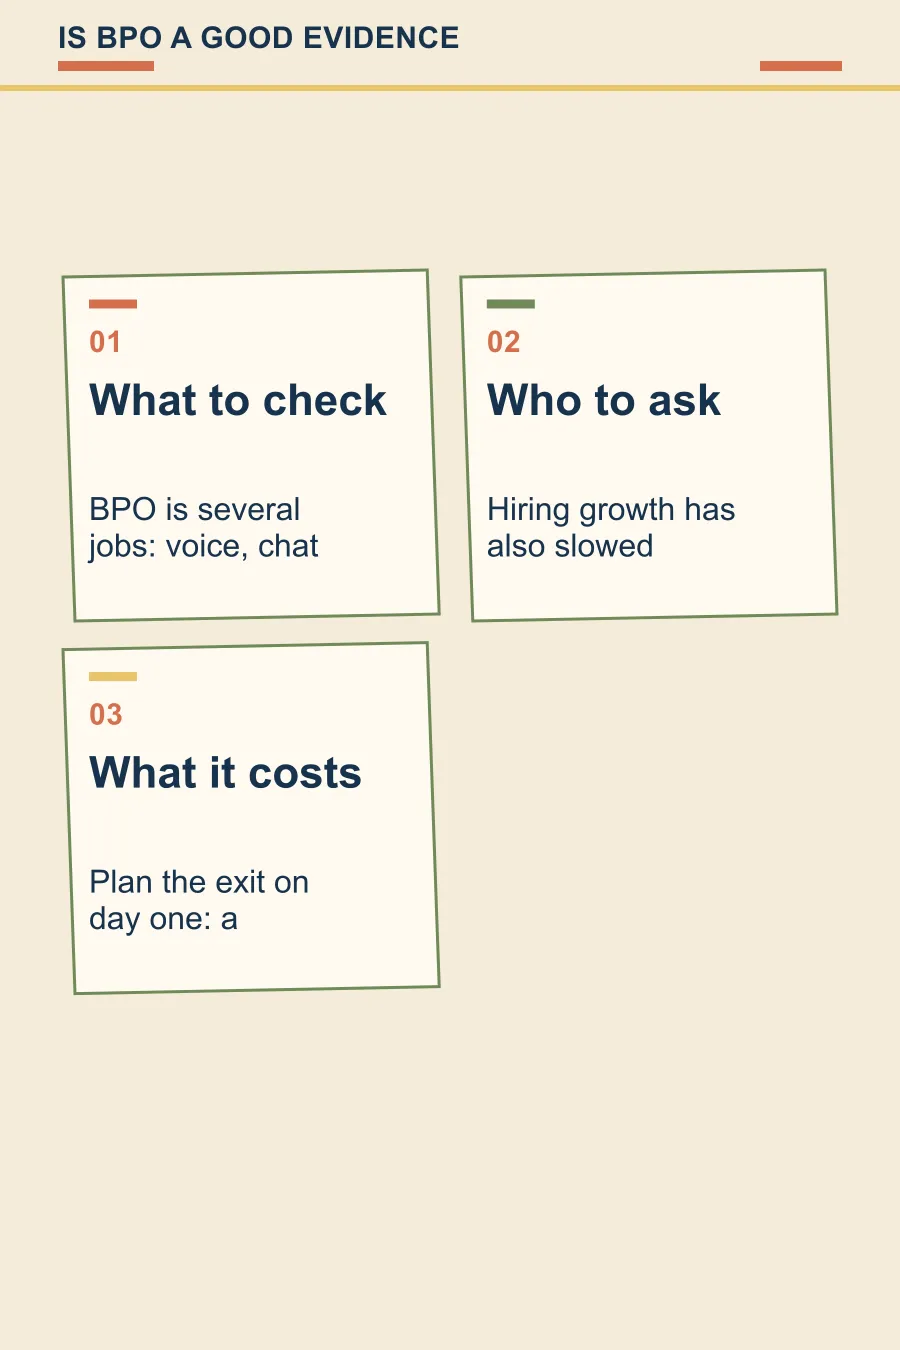 IS BPO A GOOD EVIDENCE
01
What to check
BPO is several
jobs: voice, chat
02
Who to ask
Hiring growth has
also slowed
03
What it costs
Plan the exit on
day one: a